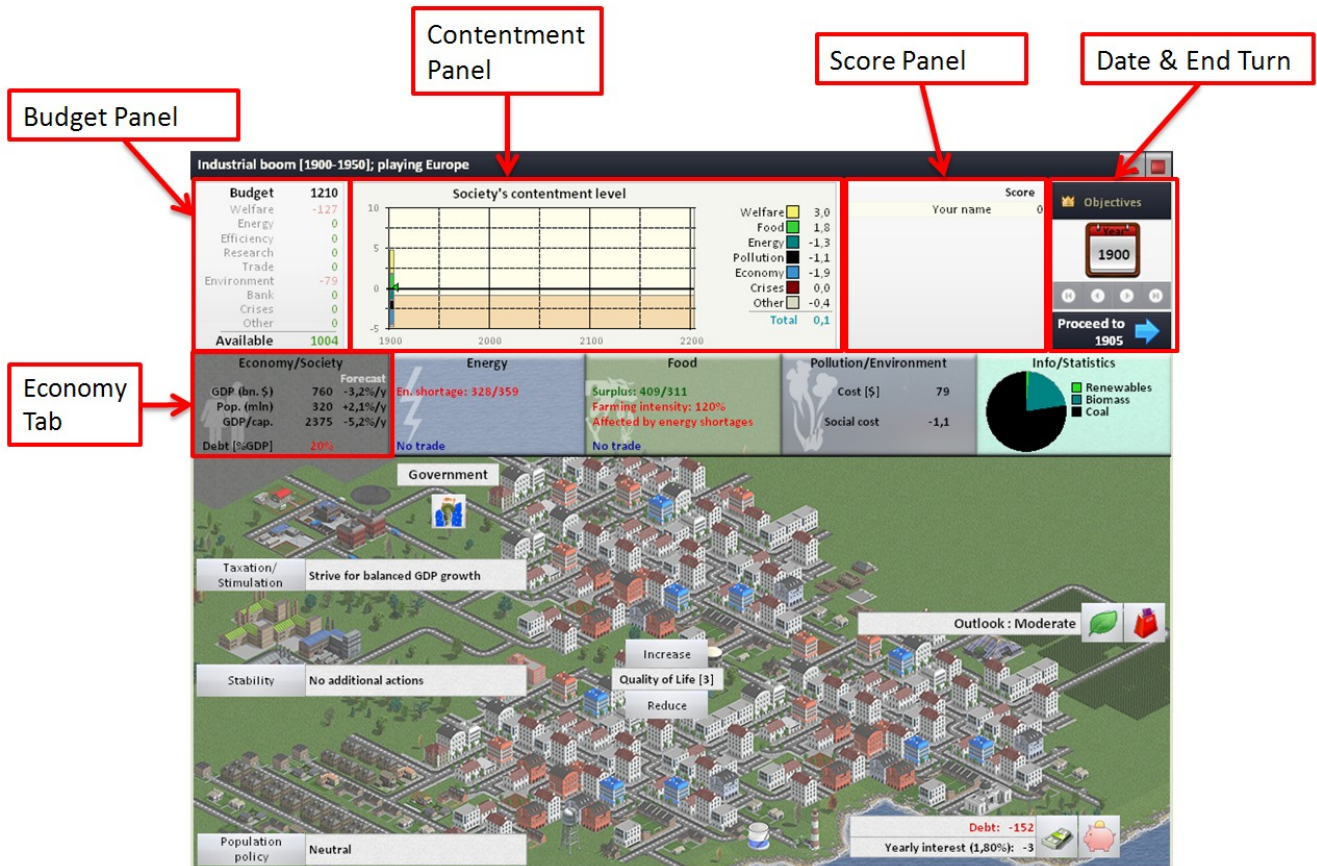 Contentment
Panel
Score Panel
Date & End Turn
Budget Panel
Industrial boom [1900-1950]; playing Europe
Budget 1210
Welfare -127
Energy 0
Efficiency 0
Research 0
Trade 0
Environment -79
Bank 0
Crises 0
Other 0
Available 1004
Society's contentment level
10
5
0
-5
1900 2000 2100 2200
Welfare 3,0
Food 1,8
Energy -1,3
Pollution -1,1
Economy -1,9
Crises 0,0
Other -0,4
Total 0,1
Score
Your name 0
Objectives
Year
1900
Proceed to
1905
Economy
Tab
Economy/Society
Forecast
GDP (bn. $) 760 -3,2%/y
Pop. (mln) 320 +2,1%/y
GDP/cap. 2375 -5,2%/y
Debt [%GDP] 20%
Energy
En. shortage: 328/359
No trade
Food
Surplus: 409/311
Farming intensity: 120%
Affected by energy shortages
No trade
Pollution/Environment
Cost [$] 79
Social cost -1,1
Info/Statistics
Renewables
Biomass
Coal
Government
Taxation/
Stimulation
Strive for balanced GDP growth
Outlook : Moderate
Increase
Quality of Life [3]
Reduce
Stability
No additional actions
Population
policy
Neutral
Debt: -152
Yearly interest (1,80%): -3